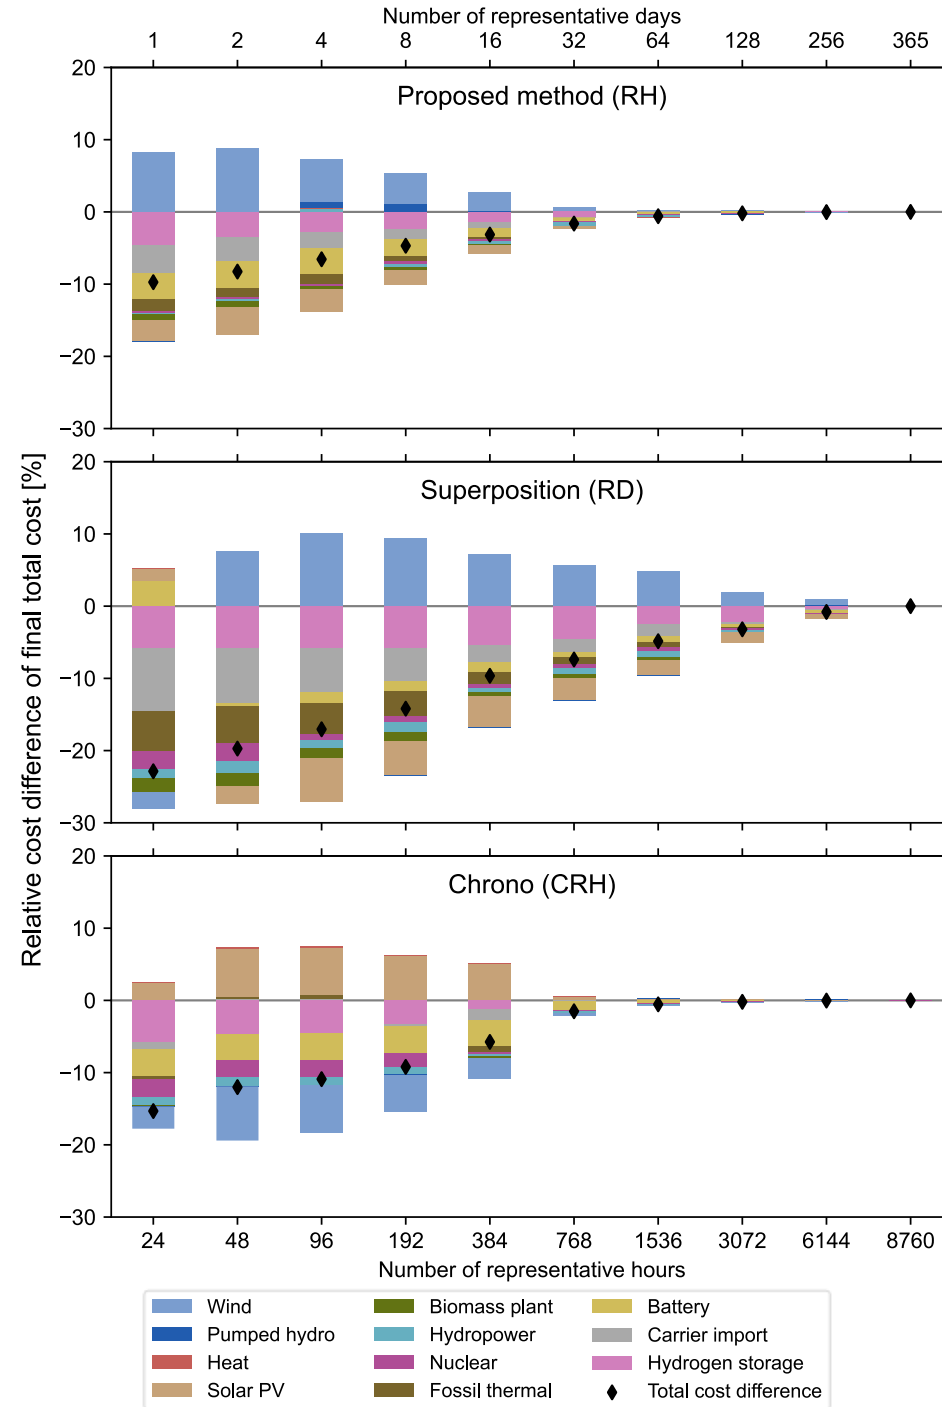 Number of representative days
1 2 4 8 16 32 64 128 256 365
Relative cost difference of final total cost [%]
Proposed method (RH)
20
10
0
−10
−20
−30
Superposition (RD)
20
10
0
−10
−20
−30
Chrono (CRH)
20
10
0
−10
−20
−30
24 48 96 192 384 768 1536 3072 6144 8760
Number of representative hours
Wind
Pumped hydro
Heat
Solar PV
Biomass plant
Hydropower
Nuclear
Fossil thermal
Battery
Carrier import
Hydrogen storage
Total cost difference